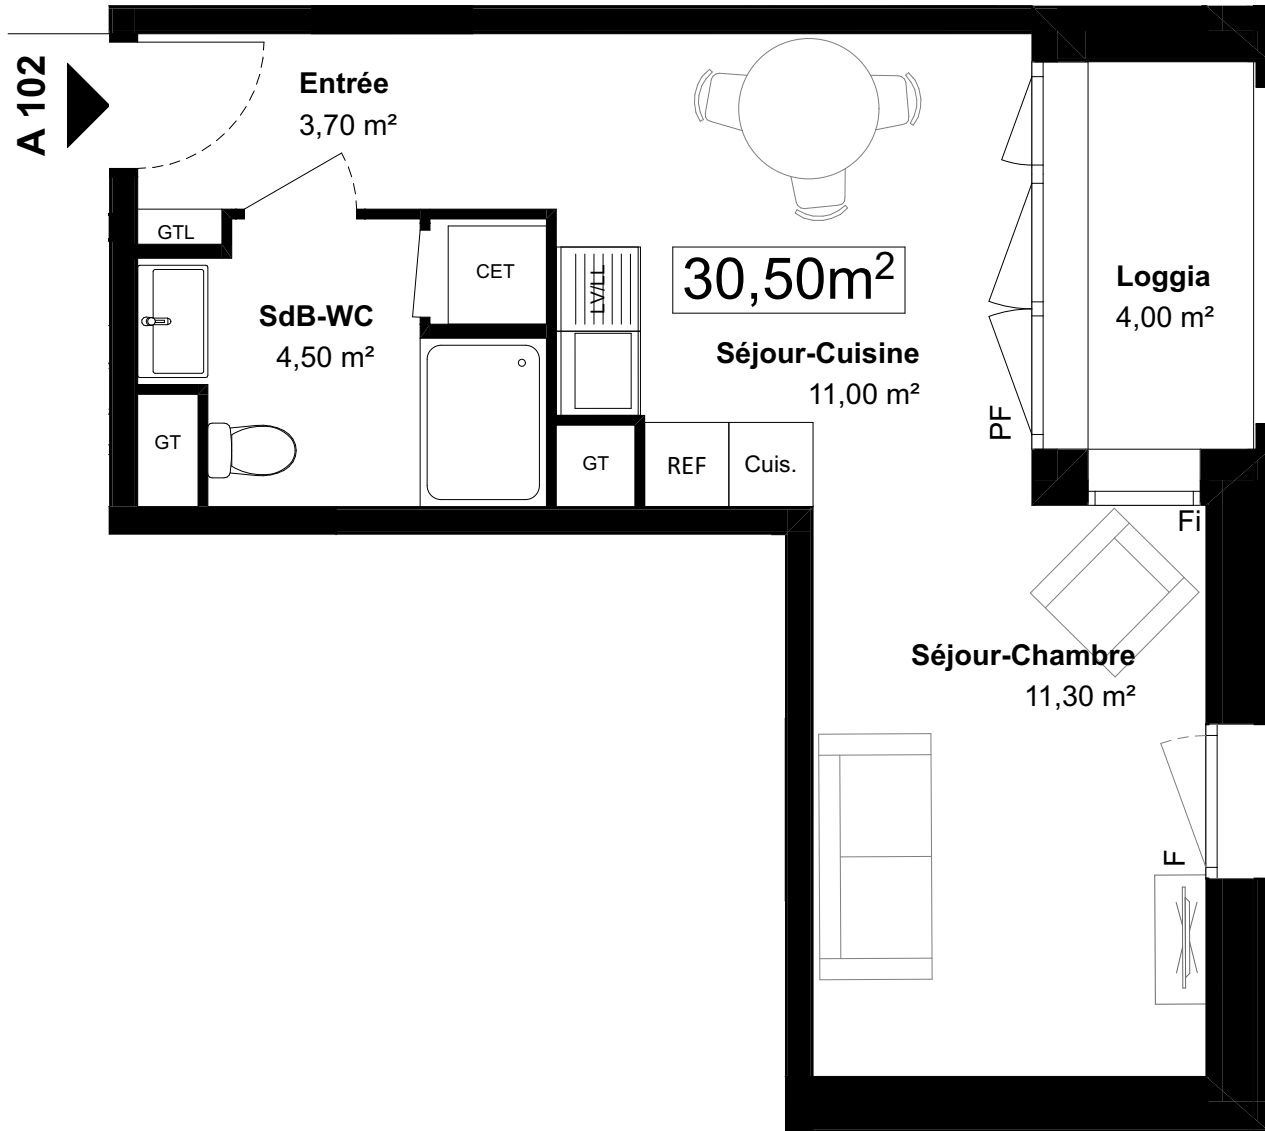 A 102
Entrée
3,70 m²
GTL
CET
SdB-WC
4,50 m²
GT
LV/LL
30,50m²
Séjour-Cuisine
11,00 m²
GT
REF
Cuis.
PF
Loggia
4,00 m²
Fi
Séjour-Chambre
11,30 m²
F